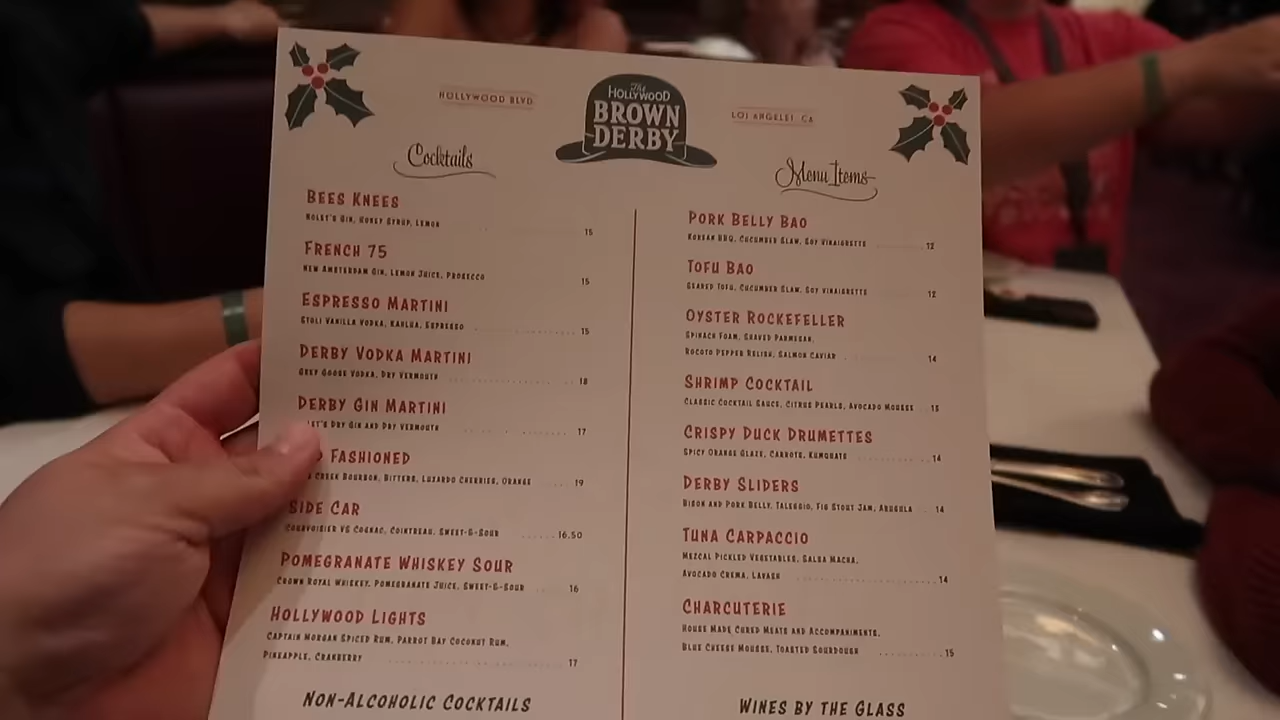 HOLLYWOOD BLVD
The
HOLLYWOOD
BROWN
DERBY
LOS ANGELES, CA
Cocktails
BEES KNEES
NOLET'S GIN, HONEY SYRUP, LEMON 15
FRENCH 75
NEW AMSTERDAM GIN, LEMON JUICE, PROSECCO 15
ESPRESSO MARTINI
STOLI VANILLA VODKA, KAHLUA, ESPRESSO 15
DERBY VODKA MARTINI
GREY GOOSE VODKA, DRY VERMOUTH 18
DERBY GIN MARTINI
DRY GIN AND DRY VERMOUTH 17
FASHIONED
CREEK BOURBON, BITTERS, LUXARDO CHERRIES, ORANGE 19
SIDE CAR
COURVOISIER VS COGNAC, COINTREAU, SWEET-&-SOUR 16.50
POMEGRANATE WHISKEY SOUR
CROWN ROYAL WHISKEY, POMEGRANATE JUICE, SWEET-&-SOUR 16
HOLLYWOOD LIGHTS
CAPTAIN MORGAN SPICED RUM, PARROT BAY COCONUT RUM,
PINEAPPLE, CRANBERRY 17
NON-ALCOHOLIC COCKTAILS
Menu Items
PORK BELLY BAO
KOREAN BBQ, CUCUMBER SLAW, SOY VINAIGRETTE 12
TOFU BAO
SEARED TOFU, CUCUMBER SLAW, SOY VINAIGRETTE 12
OYSTER ROCKEFELLER
SPINACH FOAM, SHAVED PARMESAN,
ROCOTO PEPPER RELISH, SALMON CAVIAR 14
SHRIMP COCKTAIL
CLASSIC COCKTAIL SAUCE, CITRUS PEARLS, AVOCADO MOUSSE
CRISPY DUCK DRUMETTES
SPICY ORANGE GLAZE, CARROTS, KUMQUATS 14
DERBY SLIDERS
BISON AND PORK BELLY, TALEGGIO, FIG STOUT JAM, ARUGULA 14
TUNA CARPACCIO
MEZCAL PICKLED VEGETABLES, SALSA MACHA,
AVOCADO CREMA, LAVASH 14
CHARCUTERIE
HOUSE MADE CURED MEATS AND ACCOMPANIMENTS,
BLUE CHEESE MOUSSE, TOASTED SOURDOUGH 15
WINES BY THE GLASS